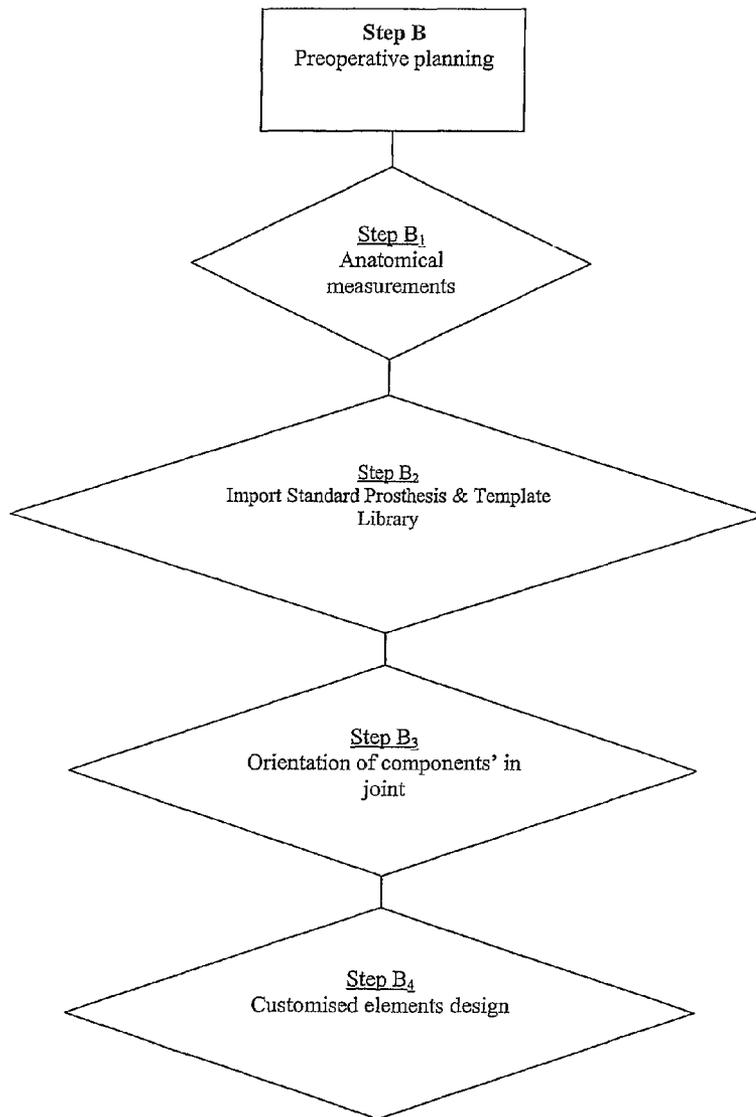 Step B
Preoperative planning
Step B₁
Anatomical
measurements
Step B₂
Import Standard Prosthesis & Template
Library
Step B₃
Orientation of components' in
joint
Step B₄
Customised elements design